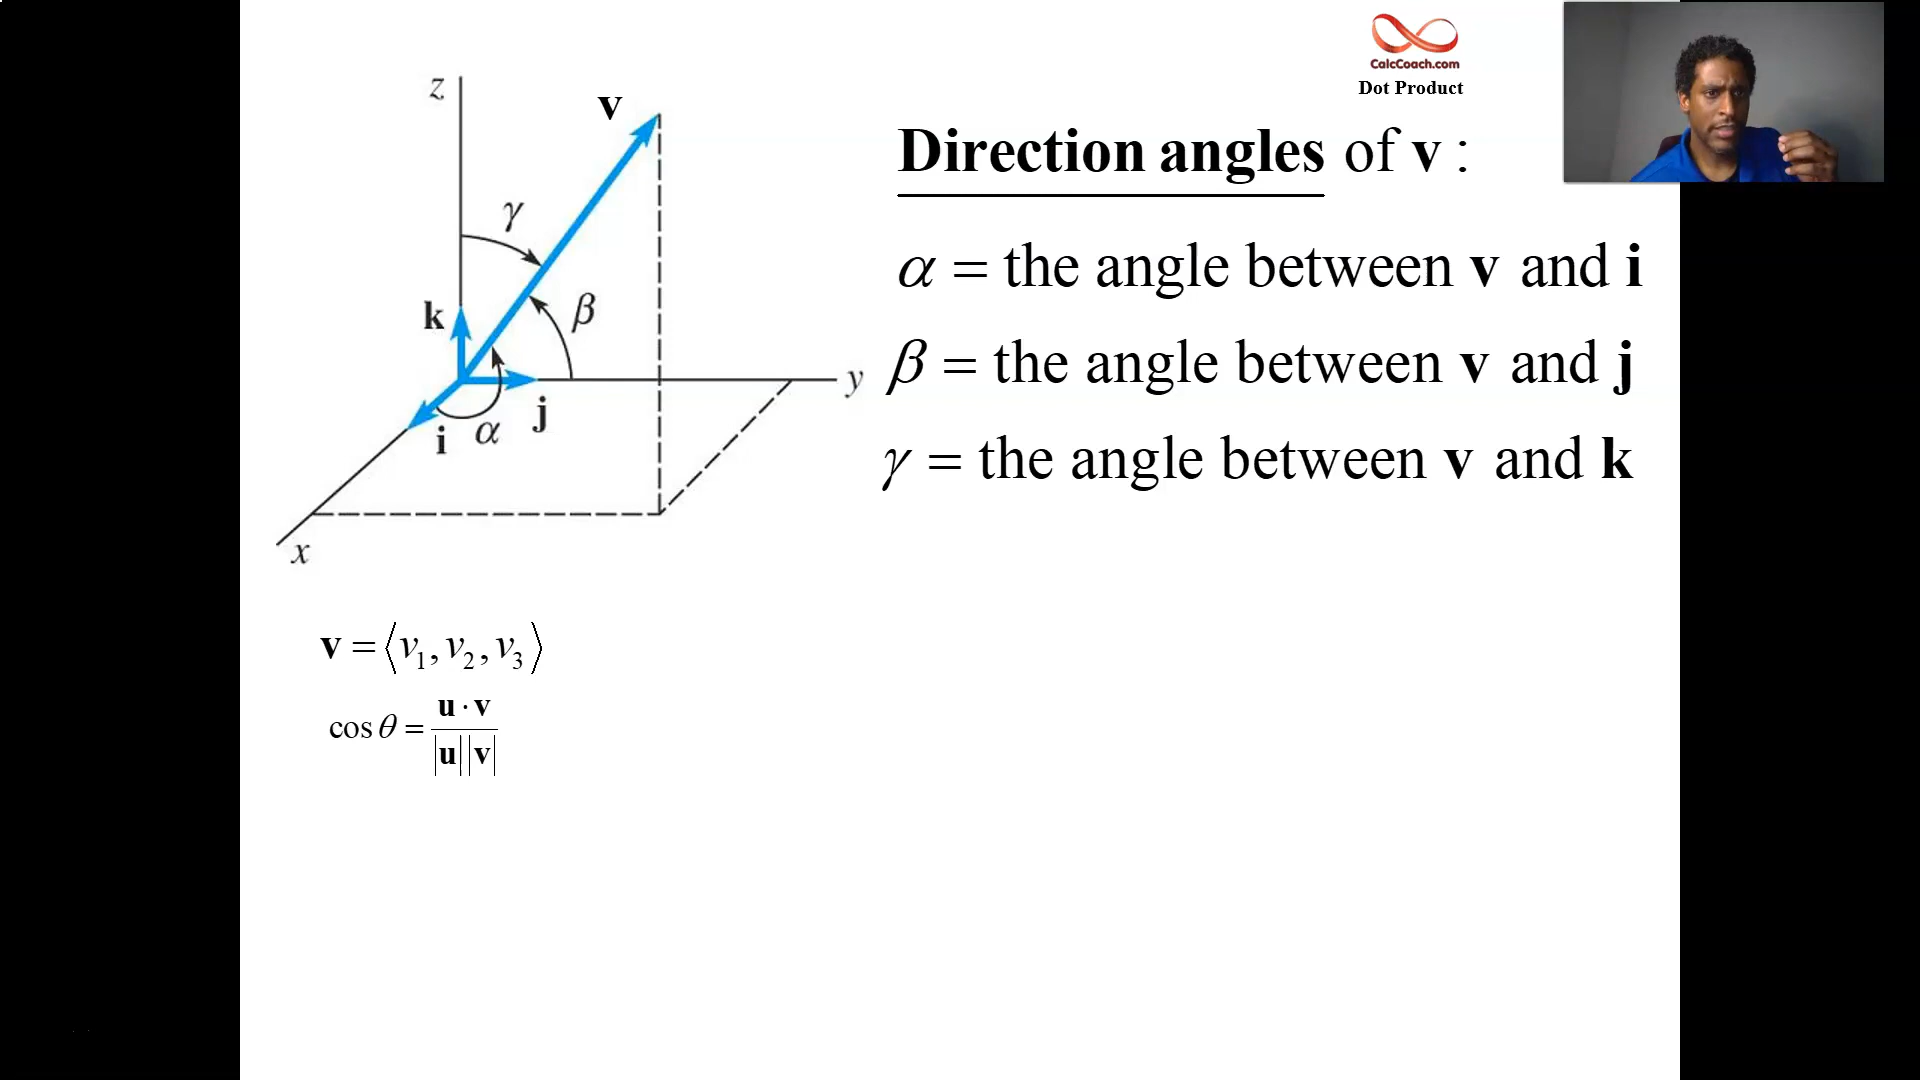 CalcCoach.com
Dot Product
Direction angles of v :
α = the angle between v and i
β = the angle between v and j
γ = the angle between v and k
z
v
γ
k
β
y
i
α
j
x
v = ⟨v₁, v₂, v₃⟩
cos θ = u · v / |u| |v|